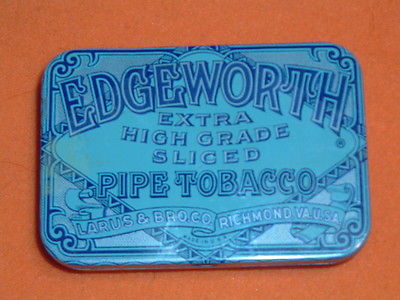 EDGEWORTH
EXTRA
HIGH GRADE
SLICED
®
PIPE TOBACCO
LARUS & BRO. CO. RICHMOND VA. U.S.A.